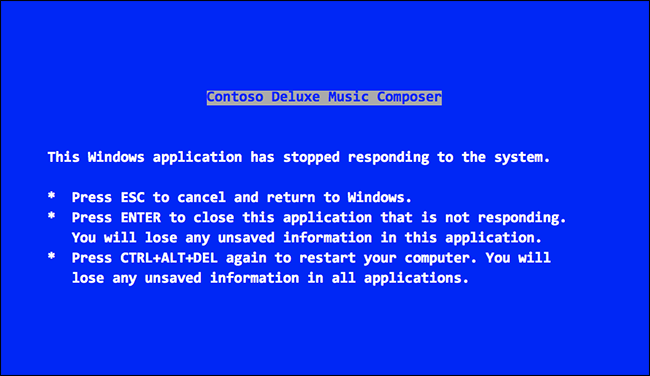 Contoso Deluxe Music Composer
This Windows application has stopped responding to the system.
*  Press ESC to cancel and return to Windows.
*  Press ENTER to close this application that is not responding.
You will lose any unsaved information in this application.
*  Press CTRL+ALT+DEL again to restart your computer. You will
lose any unsaved information in all applications.